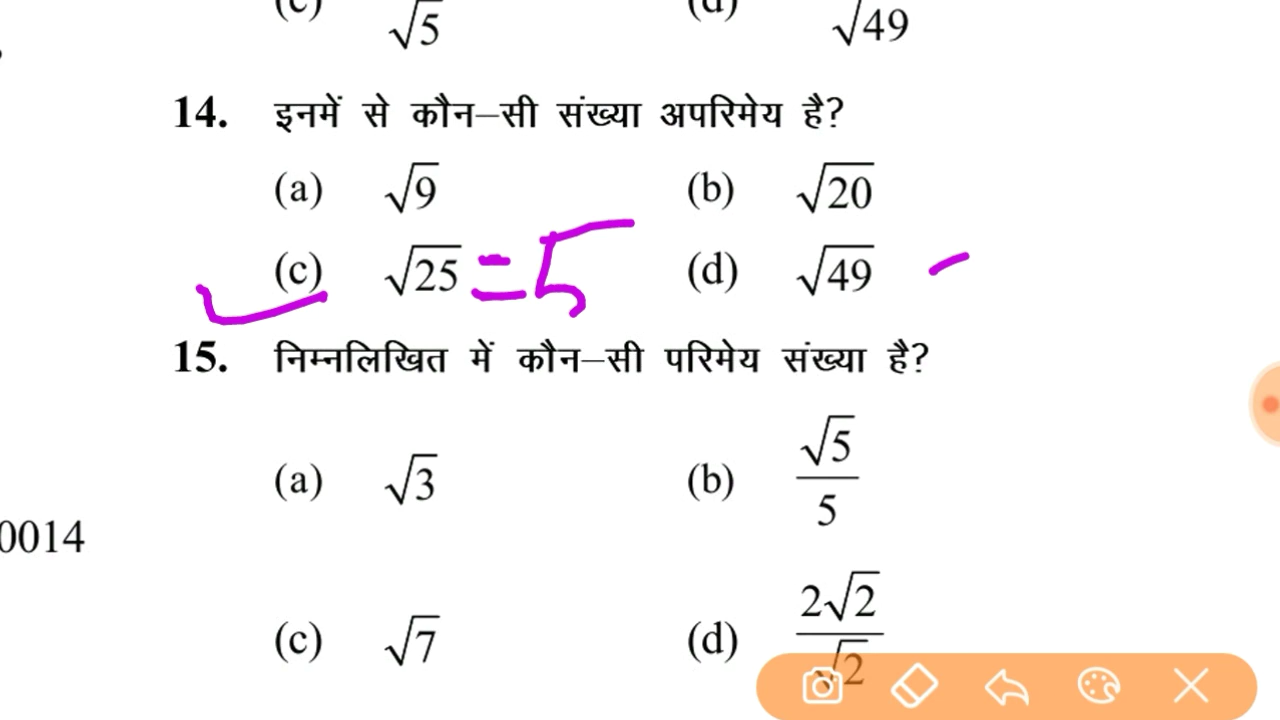 (c) √5 (d) √49
14. इनमें से कौन–सी संख्या अपरिमेय है?
(a) √9 (b) √20
(c) √25 = 5 (d) √49
15. निम्नलिखित में कौन–सी परिमेय संख्या है?
(a) √3 (b) √5/5
0014
(c) √7 (d) 2√2/√2